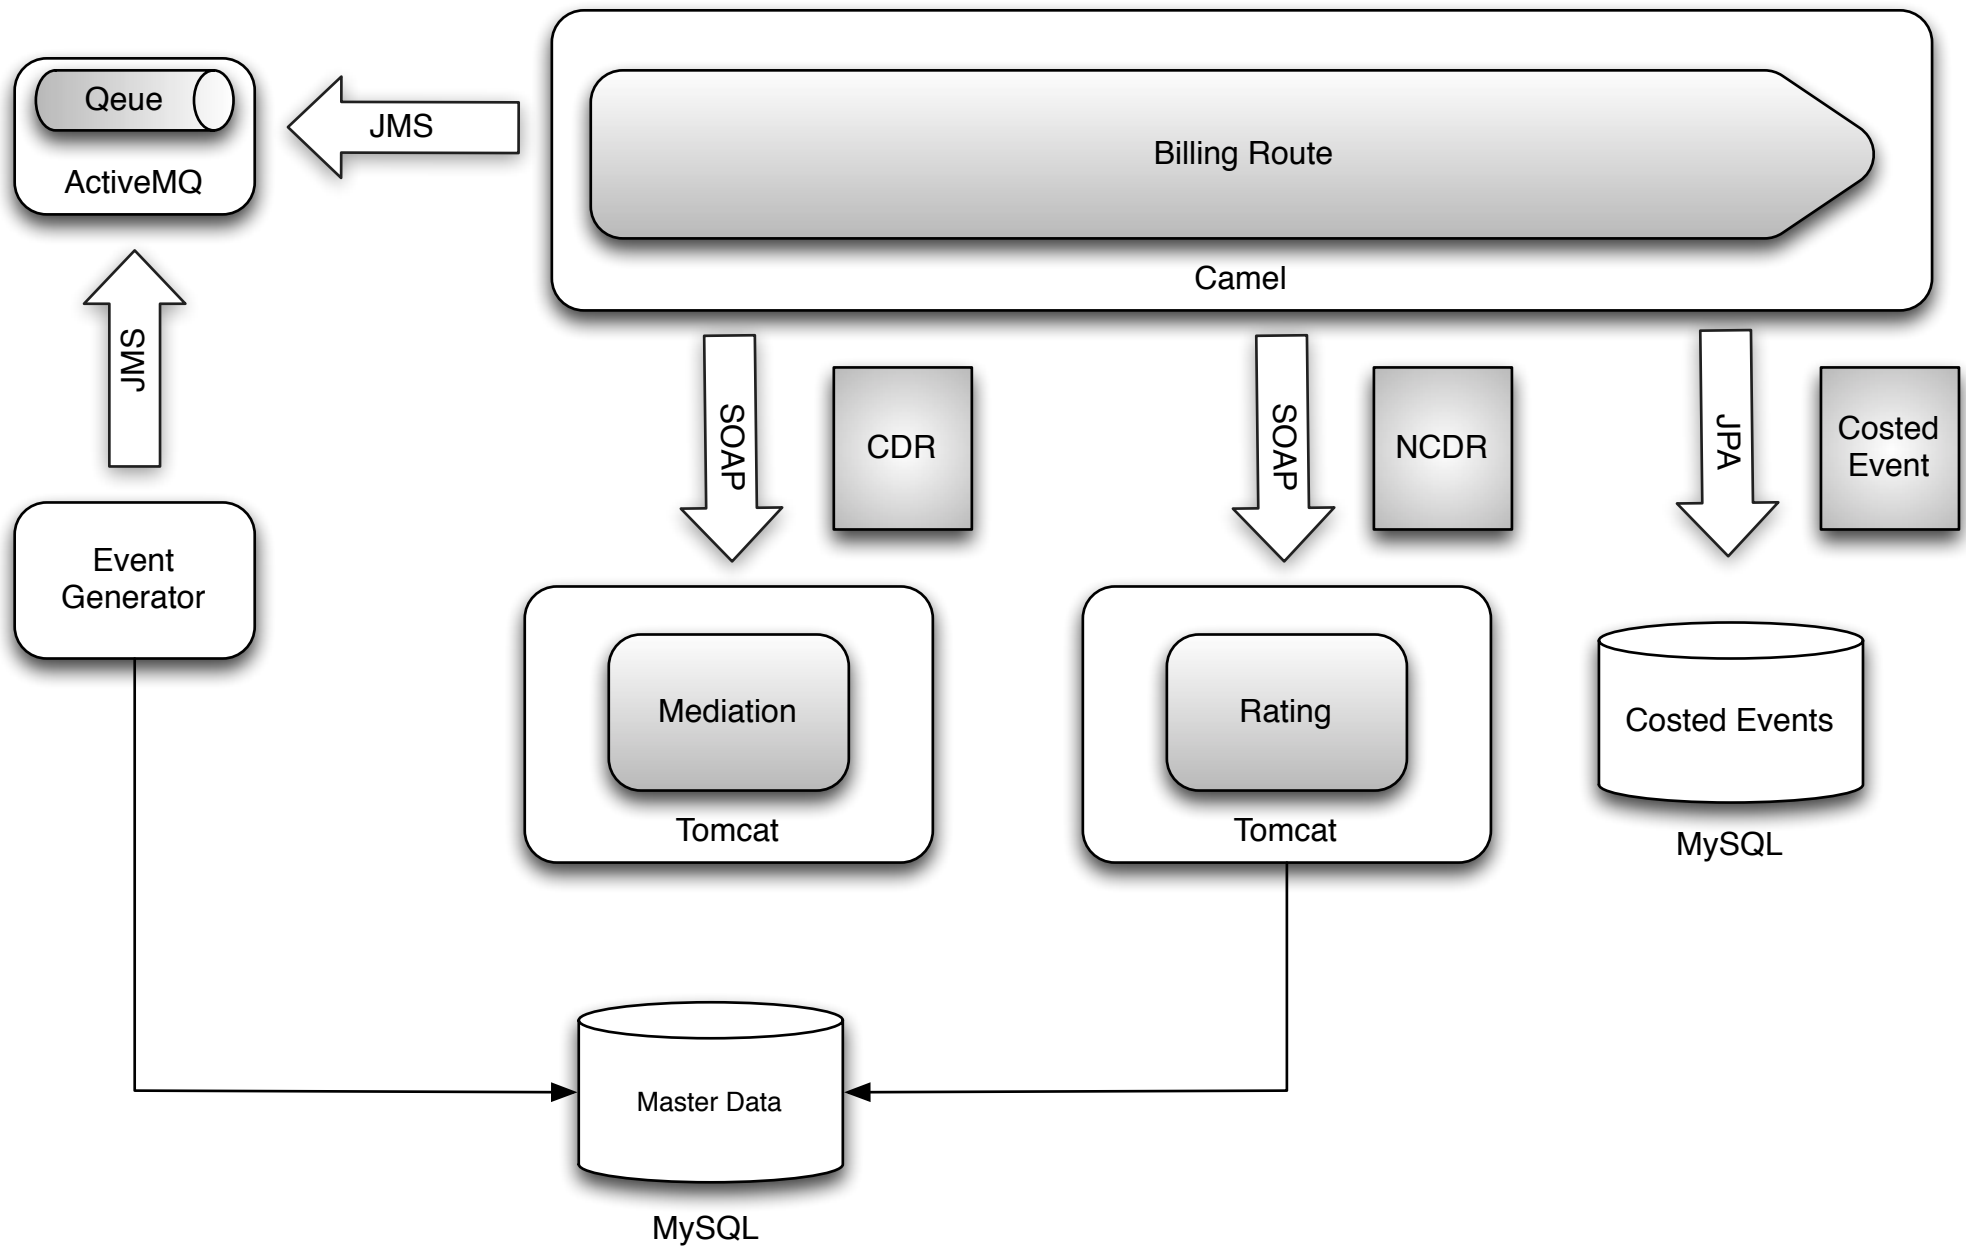 Qeue
ActiveMQ
JMS
Billing Route
Camel
JMS
SOAP
CDR
SOAP
NCDR
JPA
Costed
Event
Event
Generator
Mediation
Tomcat
Rating
Tomcat
Costed Events
MySQL
Master Data
MySQL